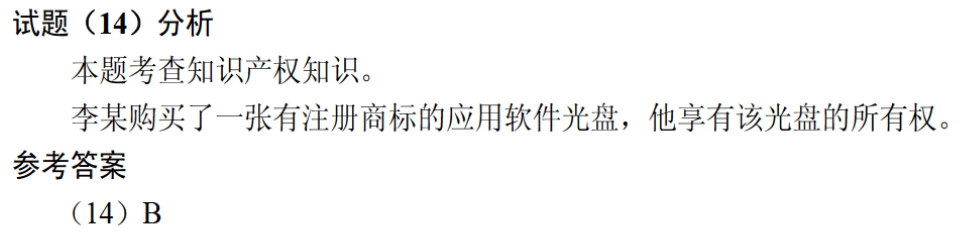 试题（14）分析
本题考查知识产权知识。
李某购买了一张有注册商标的应用软件光盘，他享有该光盘的所有权。
参考答案
（14）B